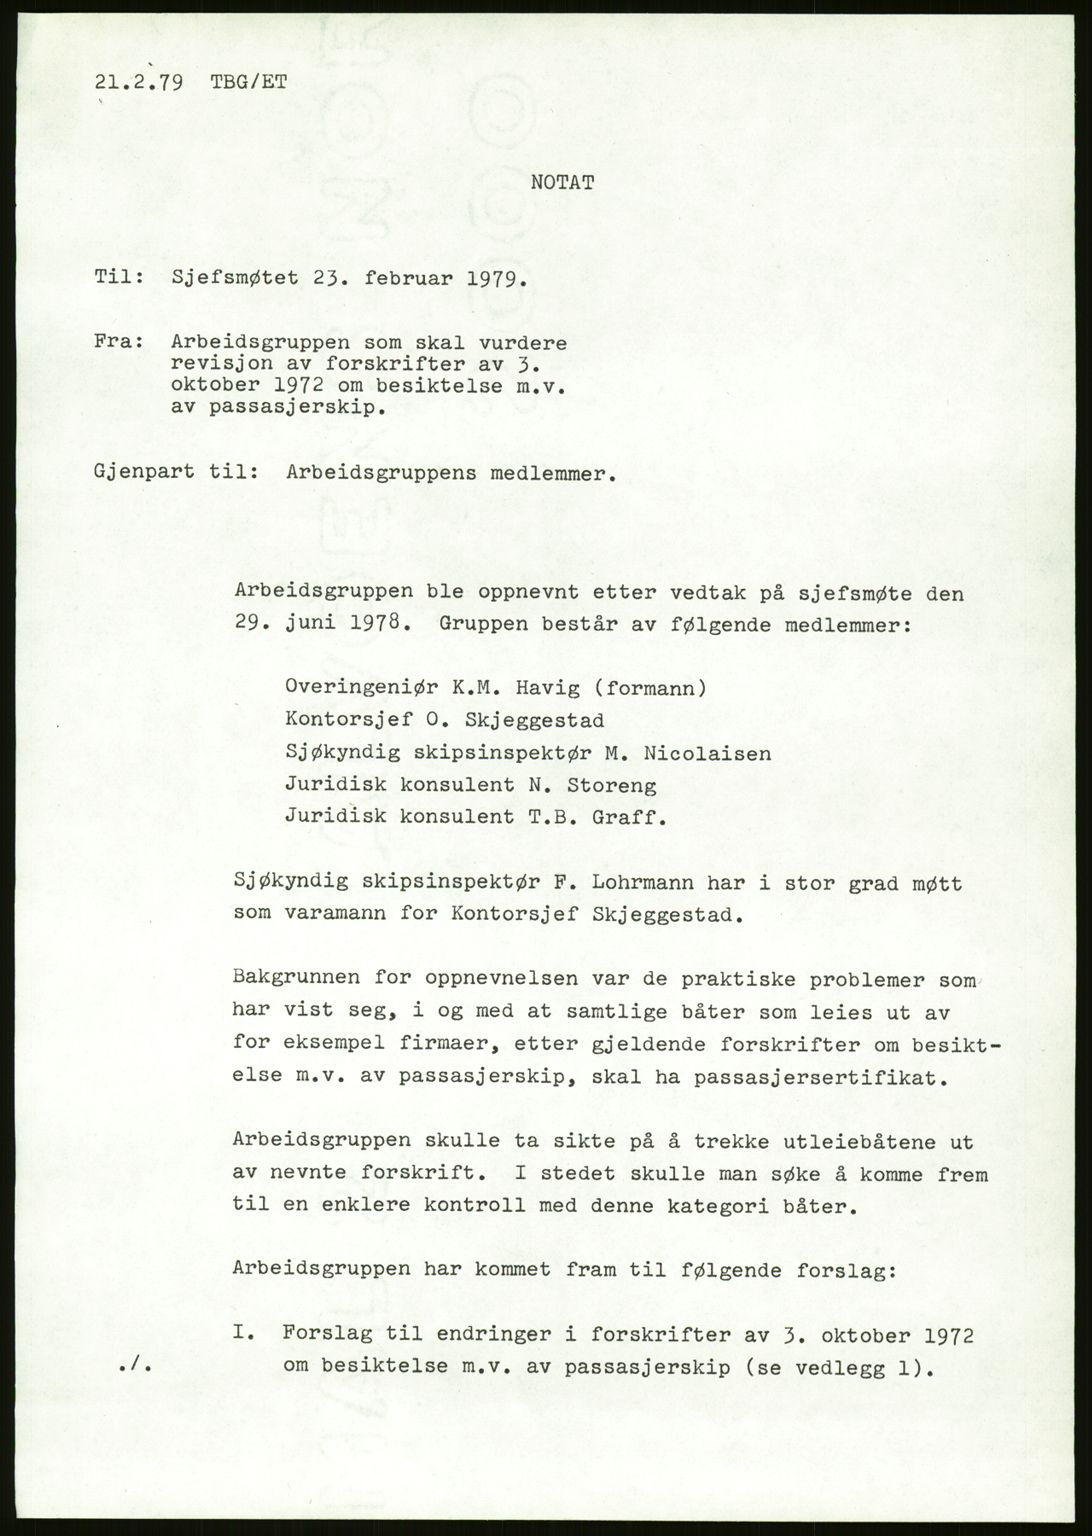 21.2.79  TBG/ET
NOTAT
Til:  Sjefsmøtet 23. februar 1979.
Fra:  Arbeidsgruppen som skal vurdere
revisjon av forskrifter av 3.
oktober 1972 om besiktelse m.v.
av passasjerskip.
Gjenpart til:  Arbeidsgruppens medlemmer.
Arbeidsgruppen ble oppnevnt etter vedtak på sjefsmøte den
29. juni 1978.  Gruppen består av følgende medlemmer:
Overingeniør K.M. Havig (formann)
Kontorsjef O. Skjeggestad
Sjøkyndig skipsinspektør M. Nicolaisen
Juridisk konsulent N. Storeng
Juridisk konsulent T.B. Graff.
Sjøkyndig skipsinspektør F. Lohrmann har i stor grad møtt
som varamann for Kontorsjef Skjeggestad.
Bakgrunnen for oppnevnelsen var de praktiske problemer som
har vist seg, i og med at samtlige båter som leies ut av
for eksempel firmaer, etter gjeldende forskrifter om besikt-
else m.v. av passasjerskip, skal ha passasjersertifikat.
Arbeidsgruppen skulle ta sikte på å trekke utleiebåtene ut
av nevnte forskrift.  I stedet skulle man søke å komme frem
til en enklere kontroll med denne kategori båter.
Arbeidsgruppen har kommet fram til følgende forslag:
I.  Forslag til endringer i forskrifter av 3. oktober 1972
./.  om besiktelse m.v. av passasjerskip (se vedlegg 1).